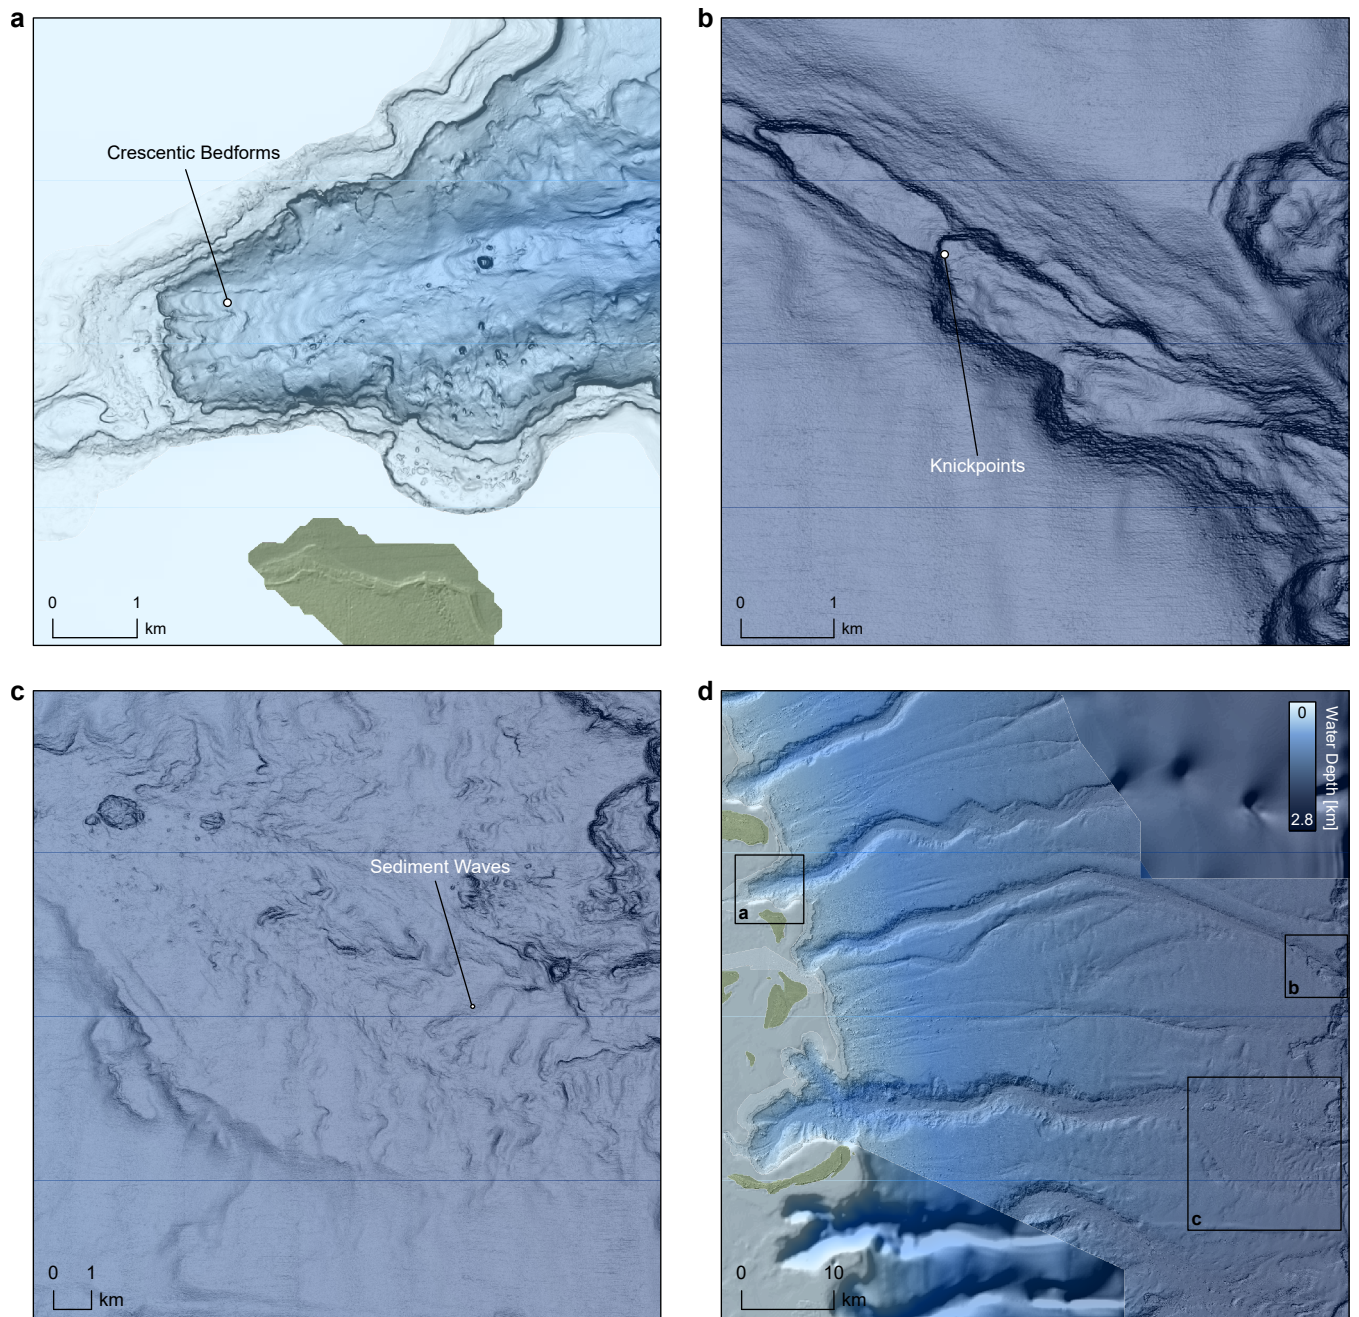 a
Crescentic Bedforms
0 1
km
b
Knickpoints
0 1
km
c
Sediment Waves
0 1
km
d
0
Water Depth [km]
2.8
a
b
c
0 10
km